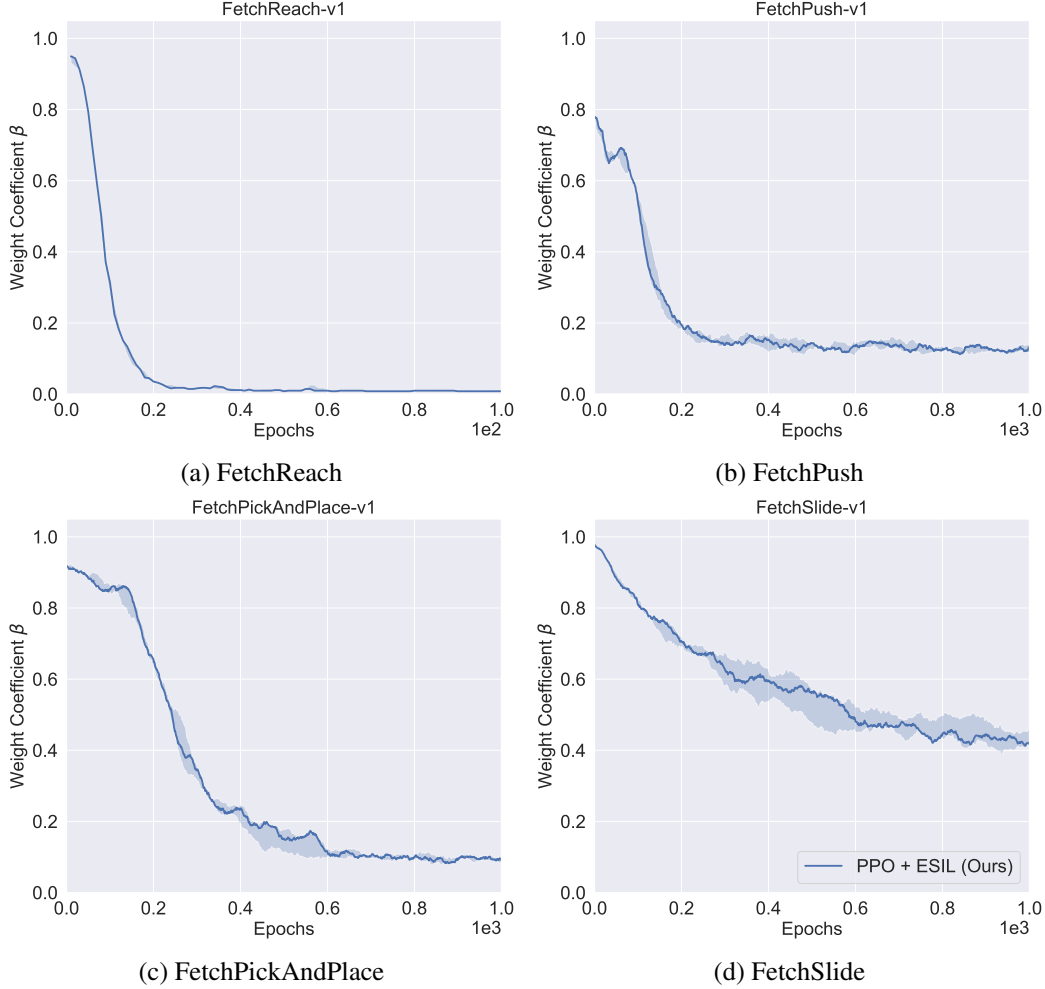 FetchReach-v1
1.0
0.8
0.6
0.4
0.2
0.0
Weight Coefficient β
0.0 0.2 0.4 0.6 0.8 1.0
Epochs
1e2
(a) FetchReach
FetchPush-v1
1.0
0.8
0.6
0.4
0.2
0.0
Weight Coefficient β
0.0 0.2 0.4 0.6 0.8 1.0
Epochs
1e3
(b) FetchPush
FetchPickAndPlace-v1
1.0
0.8
0.6
0.4
0.2
0.0
Weight Coefficient β
0.0 0.2 0.4 0.6 0.8 1.0
Epochs
1e3
(c) FetchPickAndPlace
FetchSlide-v1
1.0
0.8
0.6
0.4
0.2
0.0
Weight Coefficient β
PPO + ESIL (Ours)
0.0 0.2 0.4 0.6 0.8 1.0
Epochs
1e3
(d) FetchSlide